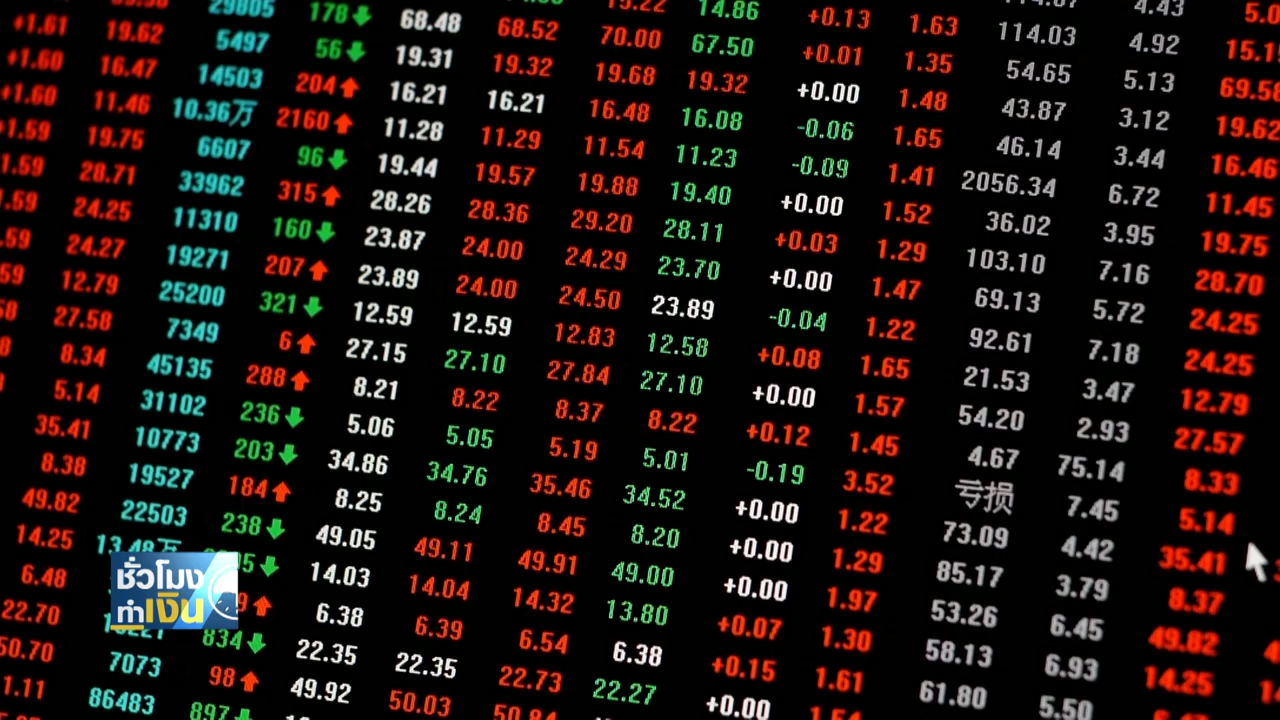 4.43
15.22 14.86 +0.13 1.63 114.03 4.92
29805 178↓ 68.48 68.52 70.00 67.50 +0.01 1.35 54.65 5.13 69.58
+1.61 19.62 5497 56↓ 19.31 19.32 19.68 19.32 +0.00 1.48 43.87 3.12 19.62
+1.60 16.47 14503 204↑ 16.21 16.21 16.48 16.08 -0.06 1.65 46.14 3.44 16.46
+1.60 11.46 10.36万 2160↑ 11.28 11.29 11.54 11.23 -0.09 1.41 2056.34 6.72 11.45
+1.59 19.75 6607 96↓ 19.44 19.57 19.88 19.40 +0.00 1.52 36.02 3.95 19.75
1.59 28.71 33962 315↑ 28.26 28.36 29.20 28.11 +0.03 1.29 103.10 7.16 28.70
.59 24.25 11310 160↓ 23.87 24.00 24.29 23.70 +0.00 1.47 69.13 5.72 24.25
.59 24.27 19271 207↑ 23.89 24.00 24.50 23.89 -0.04 1.22 92.61 7.18 24.25
59 12.79 25200 321↓ 12.59 12.59 12.83 12.58 +0.08 1.65 21.53 3.47 12.79
27.58 7349 6↑ 27.15 27.10 27.84 27.10 +0.00 1.57 54.20 2.93 27.57
8.34 45135 288↑ 8.21 8.22 8.37 8.22 +0.12 1.45 4.67 75.14 8.33
5.14 31102 236↓ 5.06 5.05 5.19 5.01 -0.19 3.52 亏损 7.45 5.14
35.41 10773 203↓ 34.86 34.76 35.46 34.52 +0.00 1.22 73.09 4.42 35.41
8.38 19527 184↑ 8.25 8.24 8.45 8.20 +0.00 1.29 85.17 3.79 8.37
49.82 22503 238↓ 49.05 49.11 49.91 49.00 +0.00 1.97 53.26 6.45 49.82
14.25 13.48万 14.03 14.04 14.32 13.80 +0.07 1.30 58.13 6.93 14.25
6.48 6.38 6.39 6.54 6.38 +0.15 1.61 61.80 5.50
22.70 834↓ 22.35 22.35 22.73 22.27 +0.00
50.70 7073 98↑ 49.92 50.03
1.11 86483 897↓
ชั่วโมง
ทำเงิน